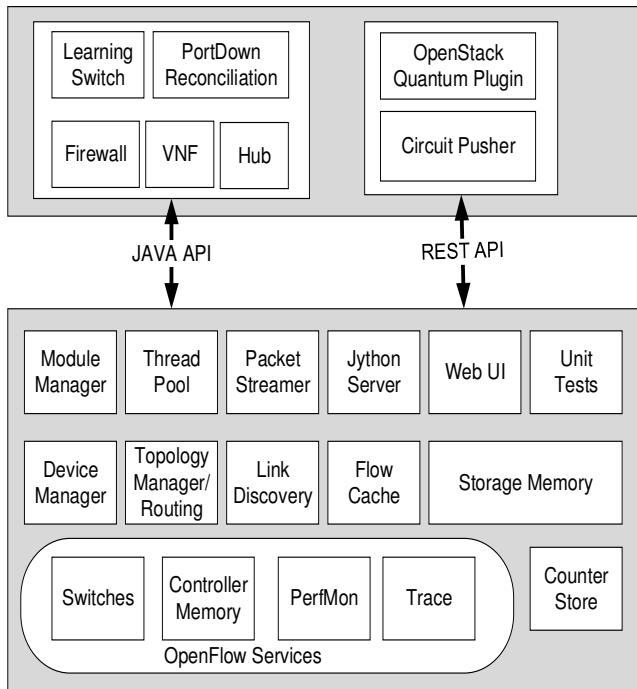 Learning
Switch
PortDown
Reconciliation
OpenStack
Quantum Plugin
Firewall
VNF
Hub
Circuit Pusher
JAVA API
REST API
Module
Manager
Thread
Pool
Packet
Streamer
Jython
Server
Web UI
Unit
Tests
Device
Manager
Topology
Manager/
Routing
Link
Discovery
Flow
Cache
Storage Memory
Switches
Controller
Memory
PerfMon
Trace
Counter
Store
OpenFlow Services